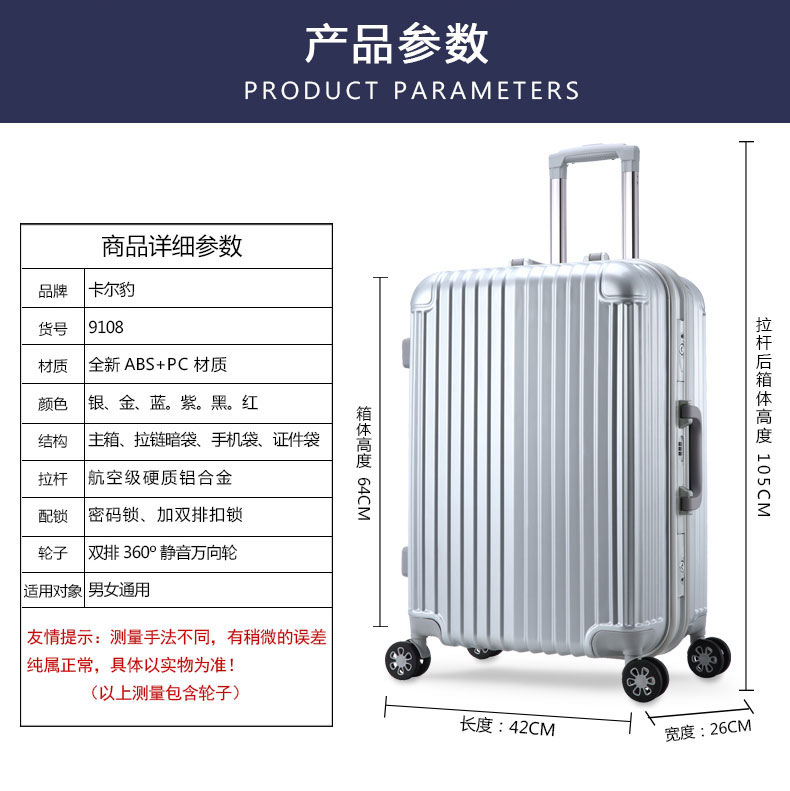 产品参数
PRODUCT PARAMETERS
商品详细参数
品牌 卡尔豹
货号 9108
材质 全新 ABS+PC 材质
颜色 银、金、蓝。紫。黑。红
结构 主箱、拉链暗袋、手机袋、证件袋
拉杆 航空级硬质铝合金
配锁 密码锁、加双排扣锁
轮子 双排 360º 静音万向轮
适用对象 男女通用
友情提示：测量手法不同，有稍微的误差
纯属正常，具体以实物为准！
（以上测量包含轮子）
箱体高度 64CM
拉杆后箱体高度 105CM
长度：42CM
宽度：26CM